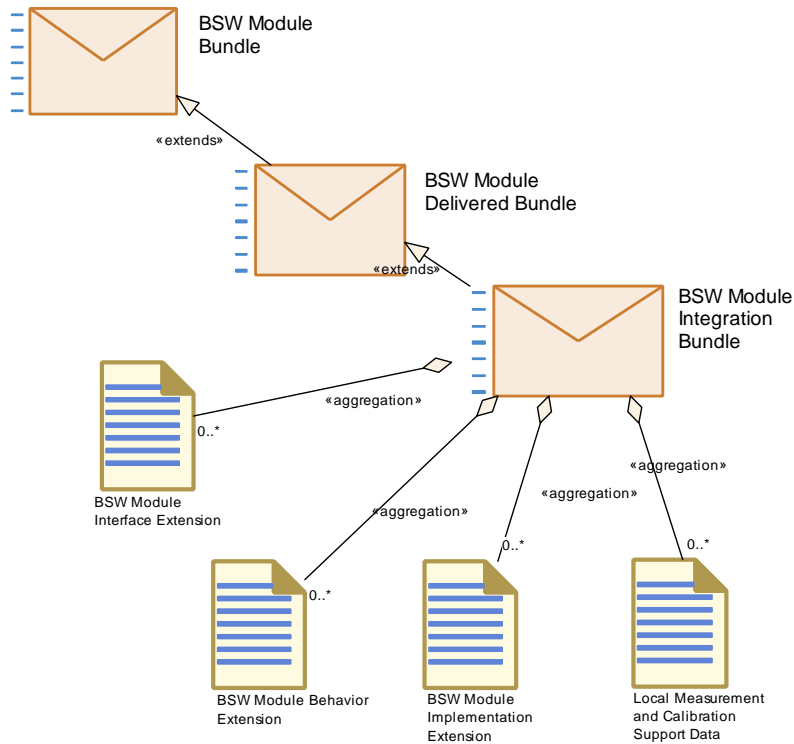 BSW Module
Bundle
«extends»
BSW Module
Delivered Bundle
«extends»
BSW Module
Integration
Bundle
«aggregation»
0..*
BSW Module
Interface Extension
«aggregation»
0..*
BSW Module Behavior
Extension
«aggregation»
0..*
BSW Module
Implementation
Extension
«aggregation»
0..*
Local Measurement
and Calibration
Support Data